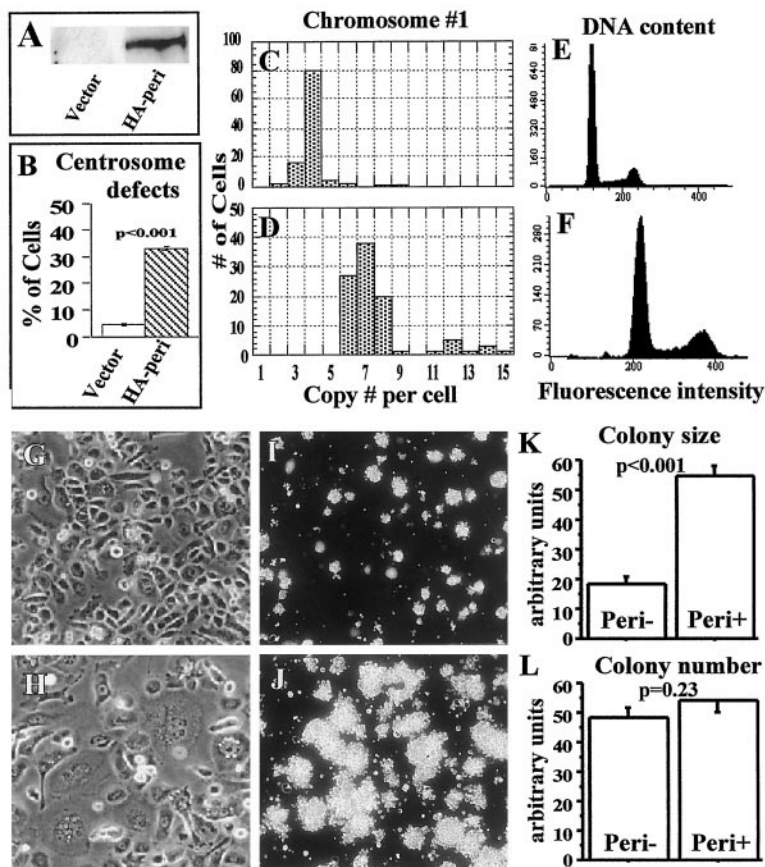 A
Vector
HA-peri
B
Centrosome
defects
p<0.001
% of Cells
50
40
30
20
10
0
Vector
HA-peri
Chromosome #1
C
100
80
60
40
20
0
D
# of Cells
50
40
30
20
10
0
1 3 5 7 9 11 13 15
Copy # per cell
DNA content
E
640
480
320
160
0
0 200 400
F
280
210
140
70
0
0 200 400
Fluorescence intensity
G
H
I
J
K
Colony size
p<0.001
arbitrary units
60
50
40
30
20
10
0
Peri-
Peri+
L
Colony number
p=0.23
arbitrary units
60
50
40
30
20
10
0
Peri-
Peri+